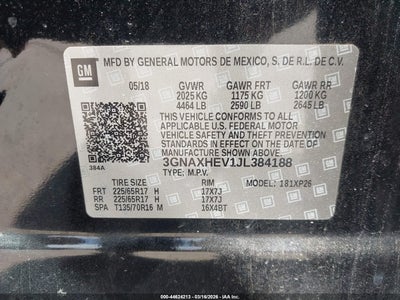 GM
MFD BY GENERAL MOTORS DE MEXICO, S. DE R.L. DE C.V.
05/18 GVWR GAWR FRT GAWR RR
2025 KG 1175 KG 1200 KG
4464 LB 2590 LB 2645 LB
THIS VEHICLE CONFORMS TO ALL APPLICABLE
U.S. FEDERAL MOTOR VEHICLE SAFETY, BUMPER,
AND THEFT PREVENTION STANDARDS IN EFFECT ON
THE DATE OF MANUFACTURE SHOWN ABOVE.
384A
3GNAXHEV1JL384188
TYPE: M.P.V.
TIRE SIZE RIM MODEL: 181XP26
FRT 225/65R17 H 17X7J
RR 225/65R17 H 17X7J
SPA T135/70R16 M 16X4BT
000-44624213 - 03/16/2026 - IAAI.COM